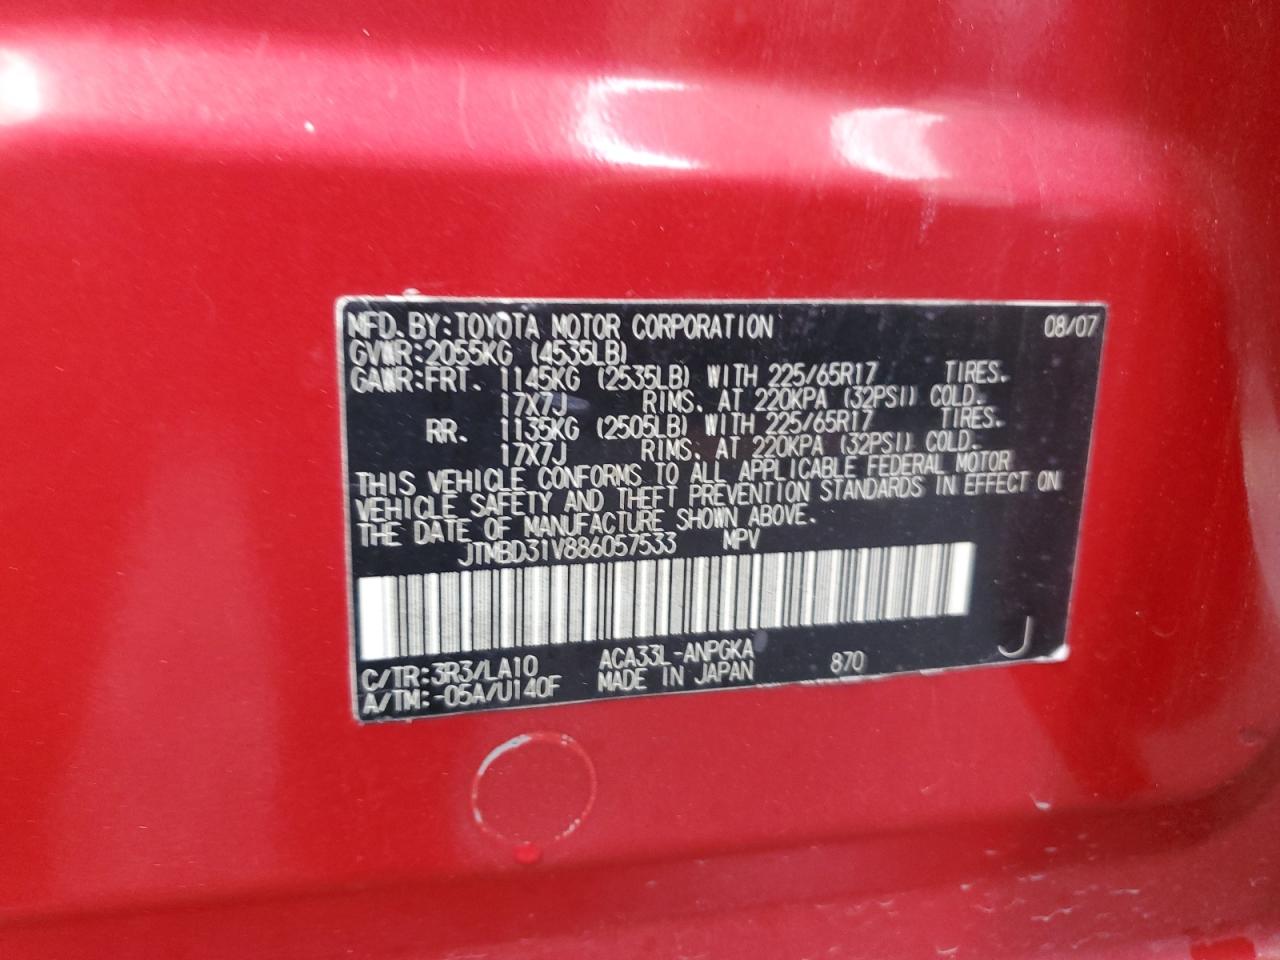 MFD. BY: TOYOTA MOTOR CORPORATION 08/07
GVWR: 2055KG (4535LB)
GAWR: FRT. 1145KG (2535LB) WITH 225/65R17 TIRES.
17X7J RIMS. AT 220KPA (32PSI) COLD.
RR. 1135KG (2505LB) WITH 225/65R17 TIRES.
17X7J RIMS. AT 220KPA (32PSI) COLD.
THIS VEHICLE CONFORMS TO ALL APPLICABLE FEDERAL MOTOR
VEHICLE SAFETY AND THEFT PREVENTION STANDARDS IN EFFECT ON
THE DATE OF MANUFACTURE SHOWN ABOVE.
JTMBD31V886057533 MPV
J
C/TR: 3R3/LA10 ACA33L-ANPGKA 870
A/TM: -05A/U140F MADE IN JAPAN